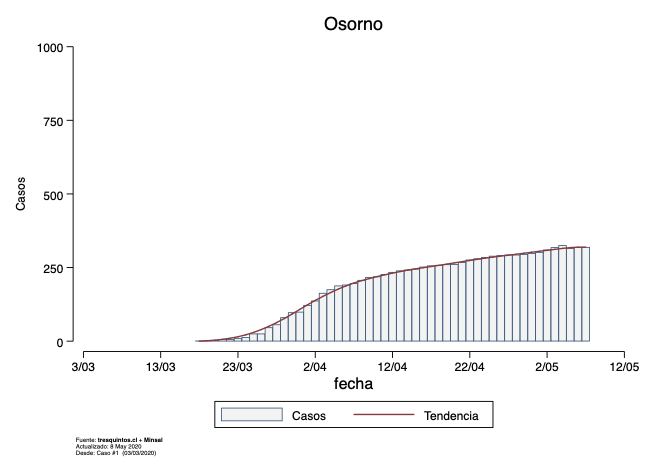 Osorno
1000
750
500
250
0
Casos
3/03 13/03 23/03 2/04 12/04 22/04 2/05 12/05
fecha
Casos Tendencia
Fuente: tresquintos.cl + Minsal
Actualizado: 8 May 2020
Desde: Caso #1 (03/03/2020)